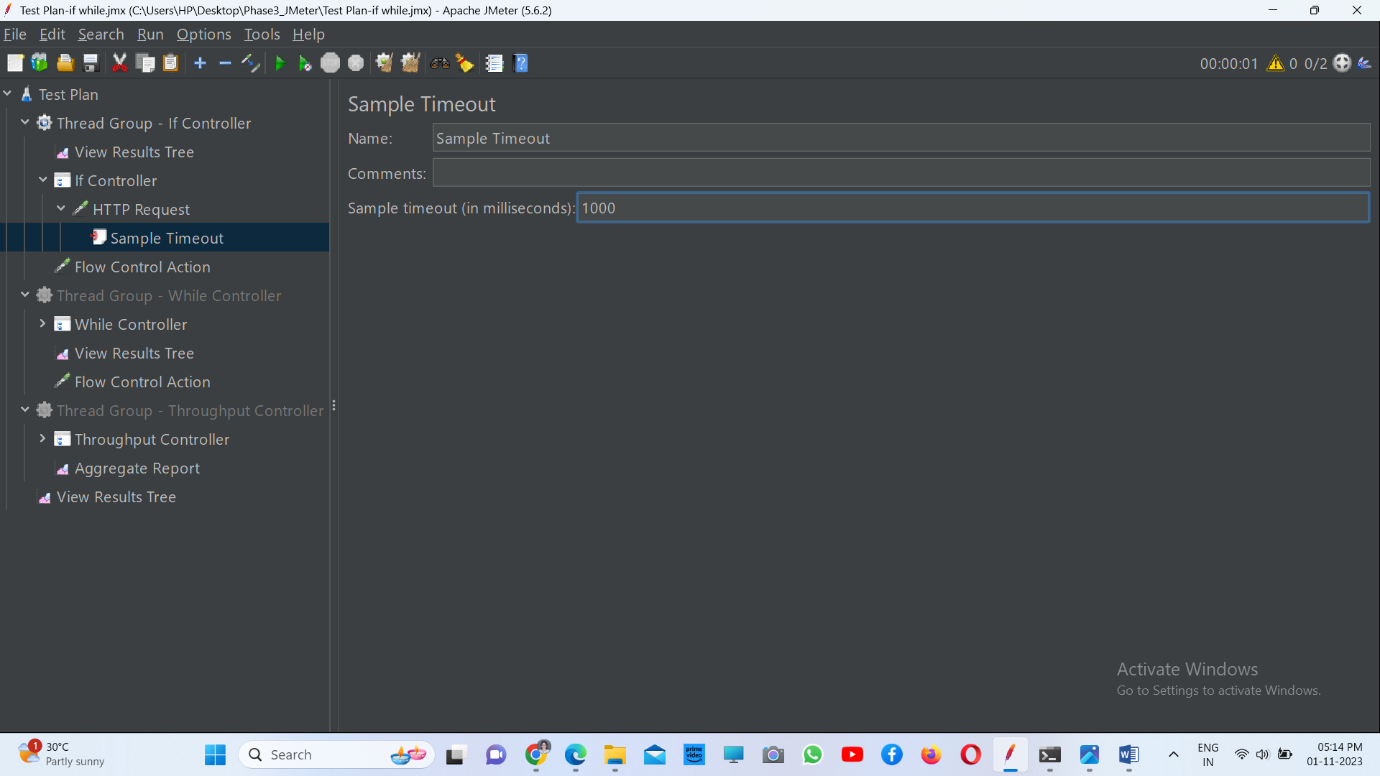 Test Plan-if while.jmx (C:\Users\HP\Desktop\Phase3_JMeter\Test Plan-if while.jmx) - Apache JMeter (5.6.2)
File Edit Search Run Options Tools Help
00:00:01 0 0/2
Test Plan
Thread Group - If Controller
View Results Tree
If Controller
HTTP Request
Sample Timeout
Flow Control Action
Thread Group - While Controller
While Controller
View Results Tree
Flow Control Action
Thread Group - Throughput Controller
Throughput Controller
Aggregate Report
View Results Tree
Sample Timeout
Name: Sample Timeout
Comments:
Sample timeout (in milliseconds): 1000
Activate Windows
Go to Settings to activate Windows.
1
30°C
Partly sunny
Search
prime video
ENG
IN
05:14 PM
01-11-2023